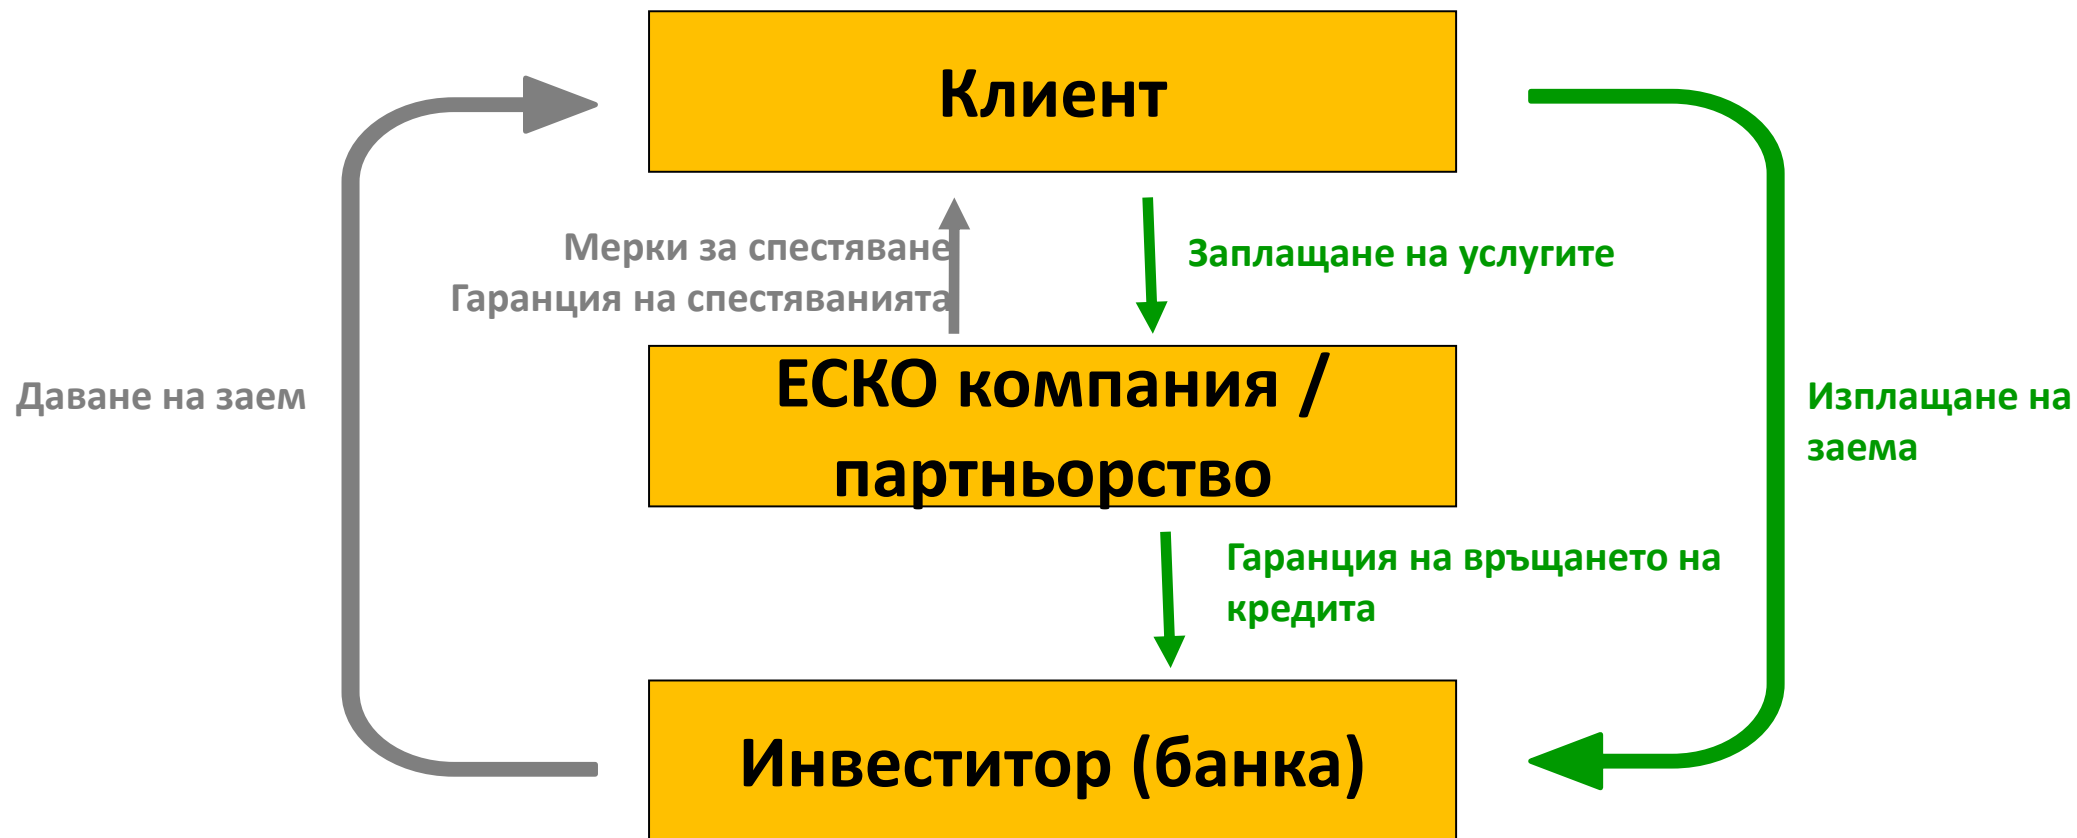 Клиент
Мерки за спестяване
Гаранция на спестяванията
Заплащане на услугите
Даване на заем
ЕСКО компания /
партньорство
Изплащане на
заема
Гаранция на връщането на
кредита
Инвеститор (банка)